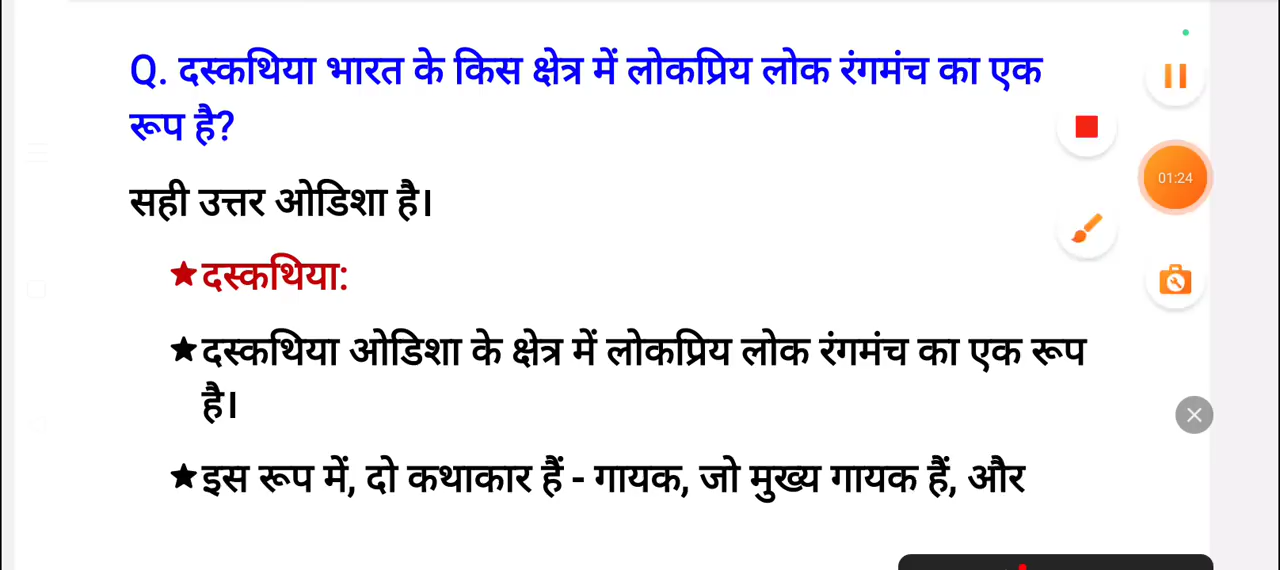 Q. दस्कथिया भारत के किस क्षेत्र में लोकप्रिय लोक रंगमंच का एक
रूप है?
01:24
सही उत्तर ओडिशा है।
★दस्कथिया:
★दस्कथिया ओडिशा के क्षेत्र में लोकप्रिय लोक रंगमंच का एक रूप
है।
★इस रूप में, दो कथाकार हैं - गायक, जो मुख्य गायक हैं, और